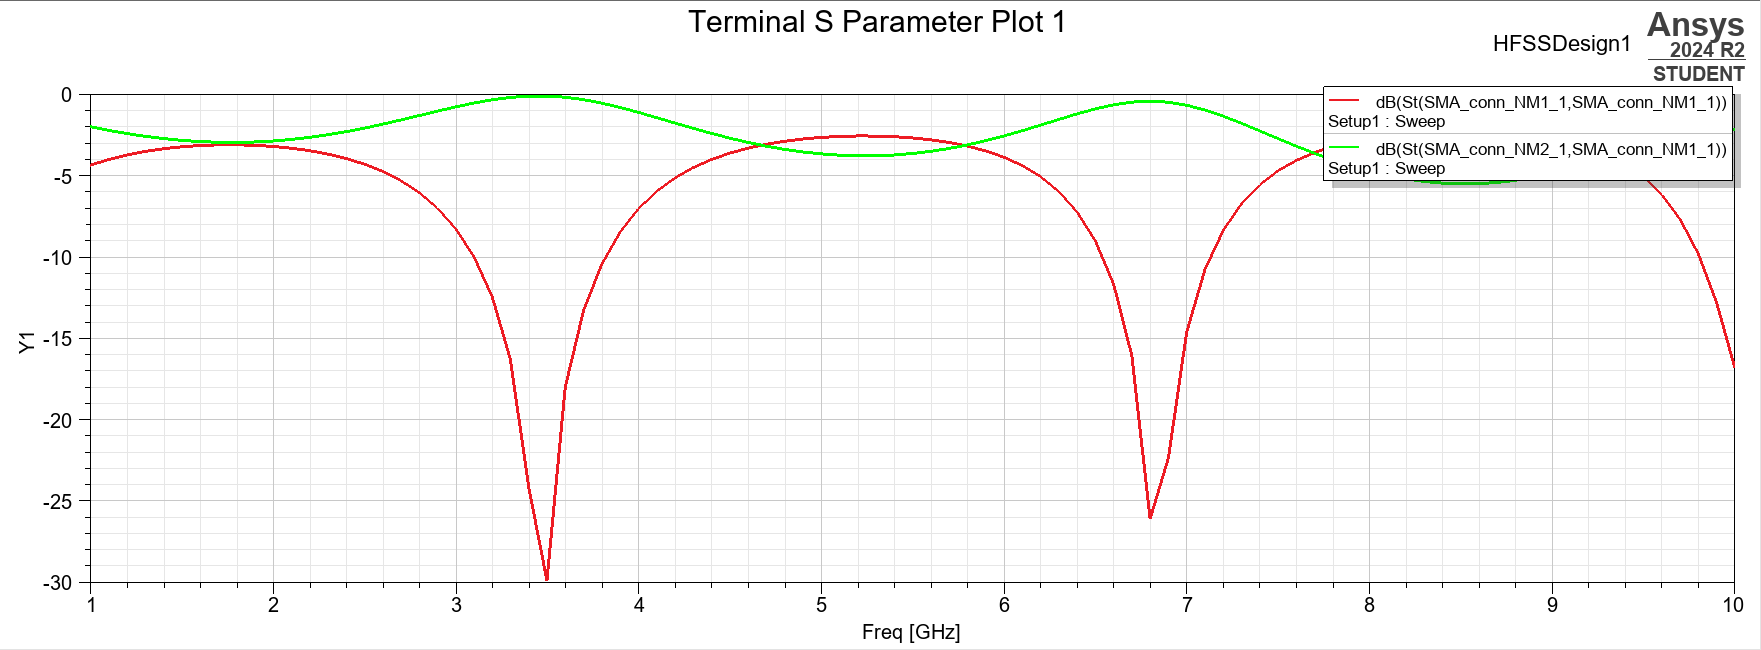 Terminal S Parameter Plot 1
HFSSDesign1
Ansys
2024 R2
STUDENT
dB(St(SMA_conn_NM1_1,SMA_conn_NM1_1))
Setup1 : Sweep
dB(St(SMA_conn_NM2_1,SMA_conn_NM1_1))
Setup1 : Sweep
0
-5
-10
-15
-20
-25
-30
Y1
1 2 3 4 5 6 7 8 9 10
Freq [GHz]